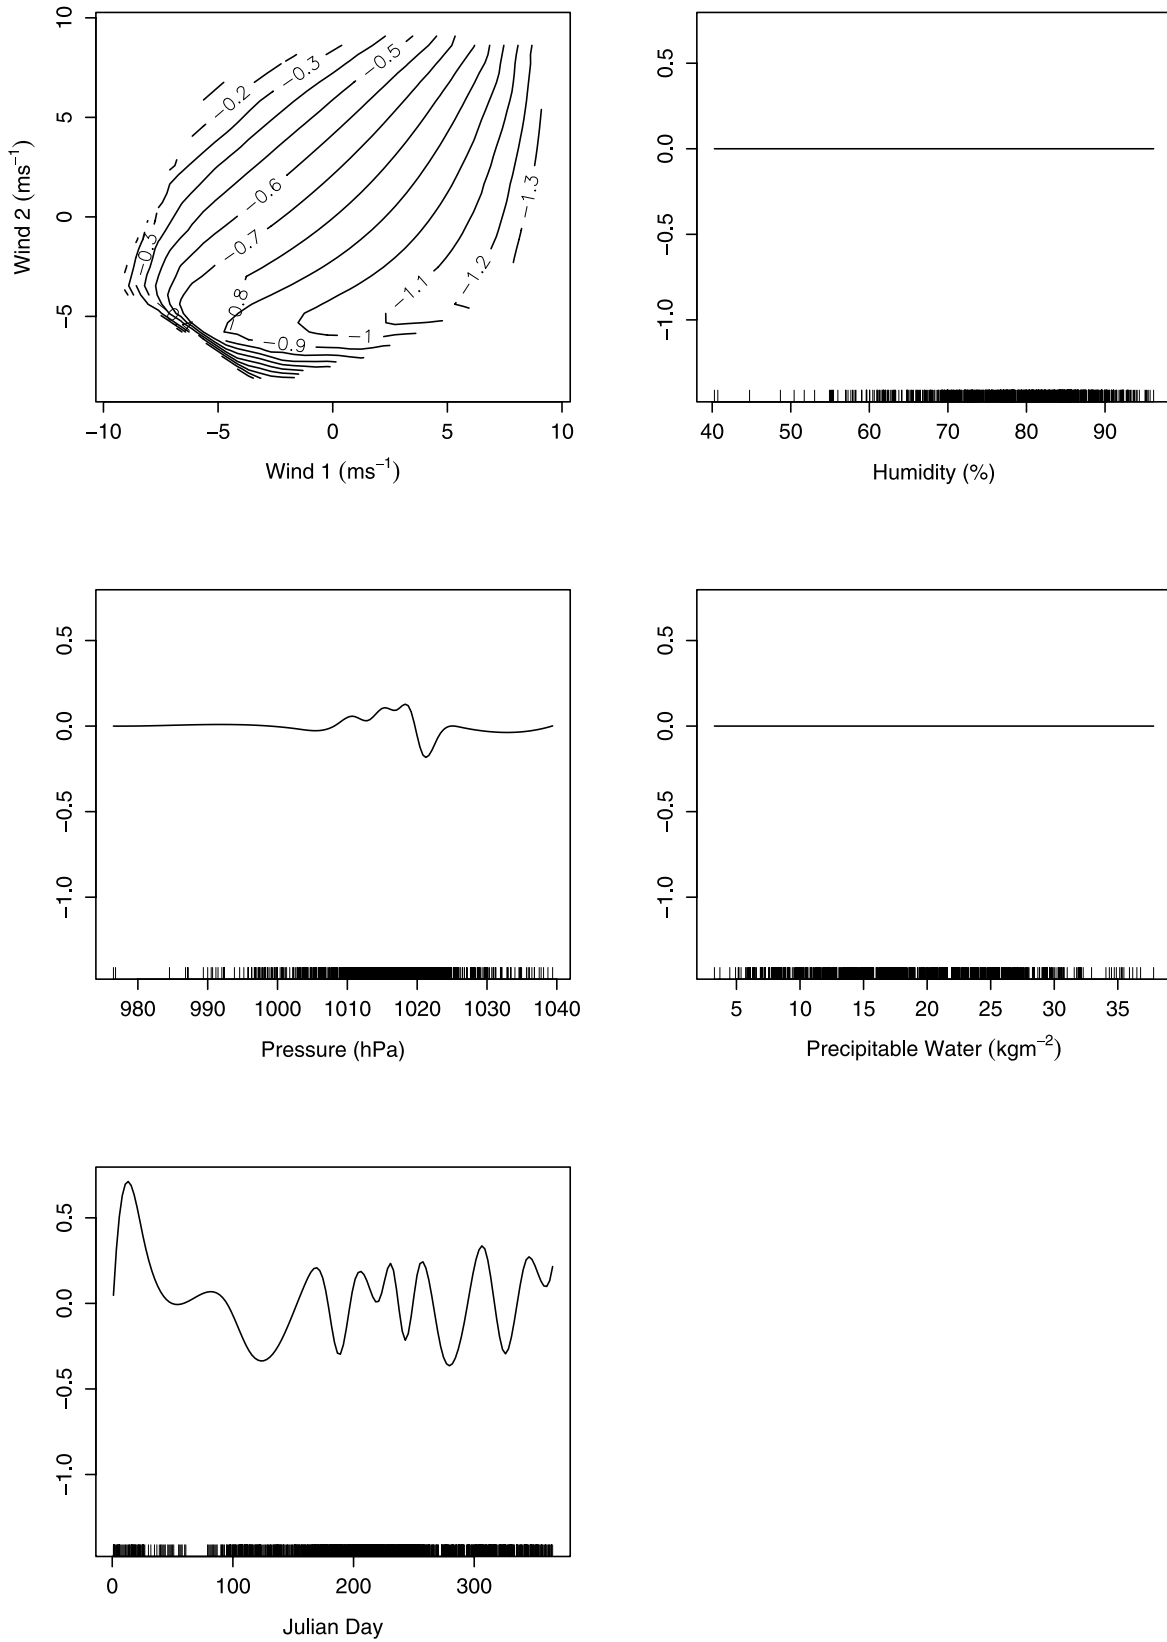 10
5
0
−5
Wind 2 (ms⁻¹)
−0.2
−0.3
−0.5
−0.6
−0.7
−0.3
−0.8
−0.9
−1
−1.1
−1.2
−1.3
−10 −5 0 5 10
Wind 1 (ms⁻¹)
0.5
0.0
−0.5
−1.0
40 50 60 70 80 90
Humidity (%)
0.5
0.0
−0.5
−1.0
980 990 1000 1010 1020 1030 1040
Pressure (hPa)
0.5
0.0
−0.5
−1.0
5 10 15 20 25 30 35
Precipitable Water (kgm⁻²)
0.5
0.0
−0.5
−1.0
0 100 200 300
Julian Day